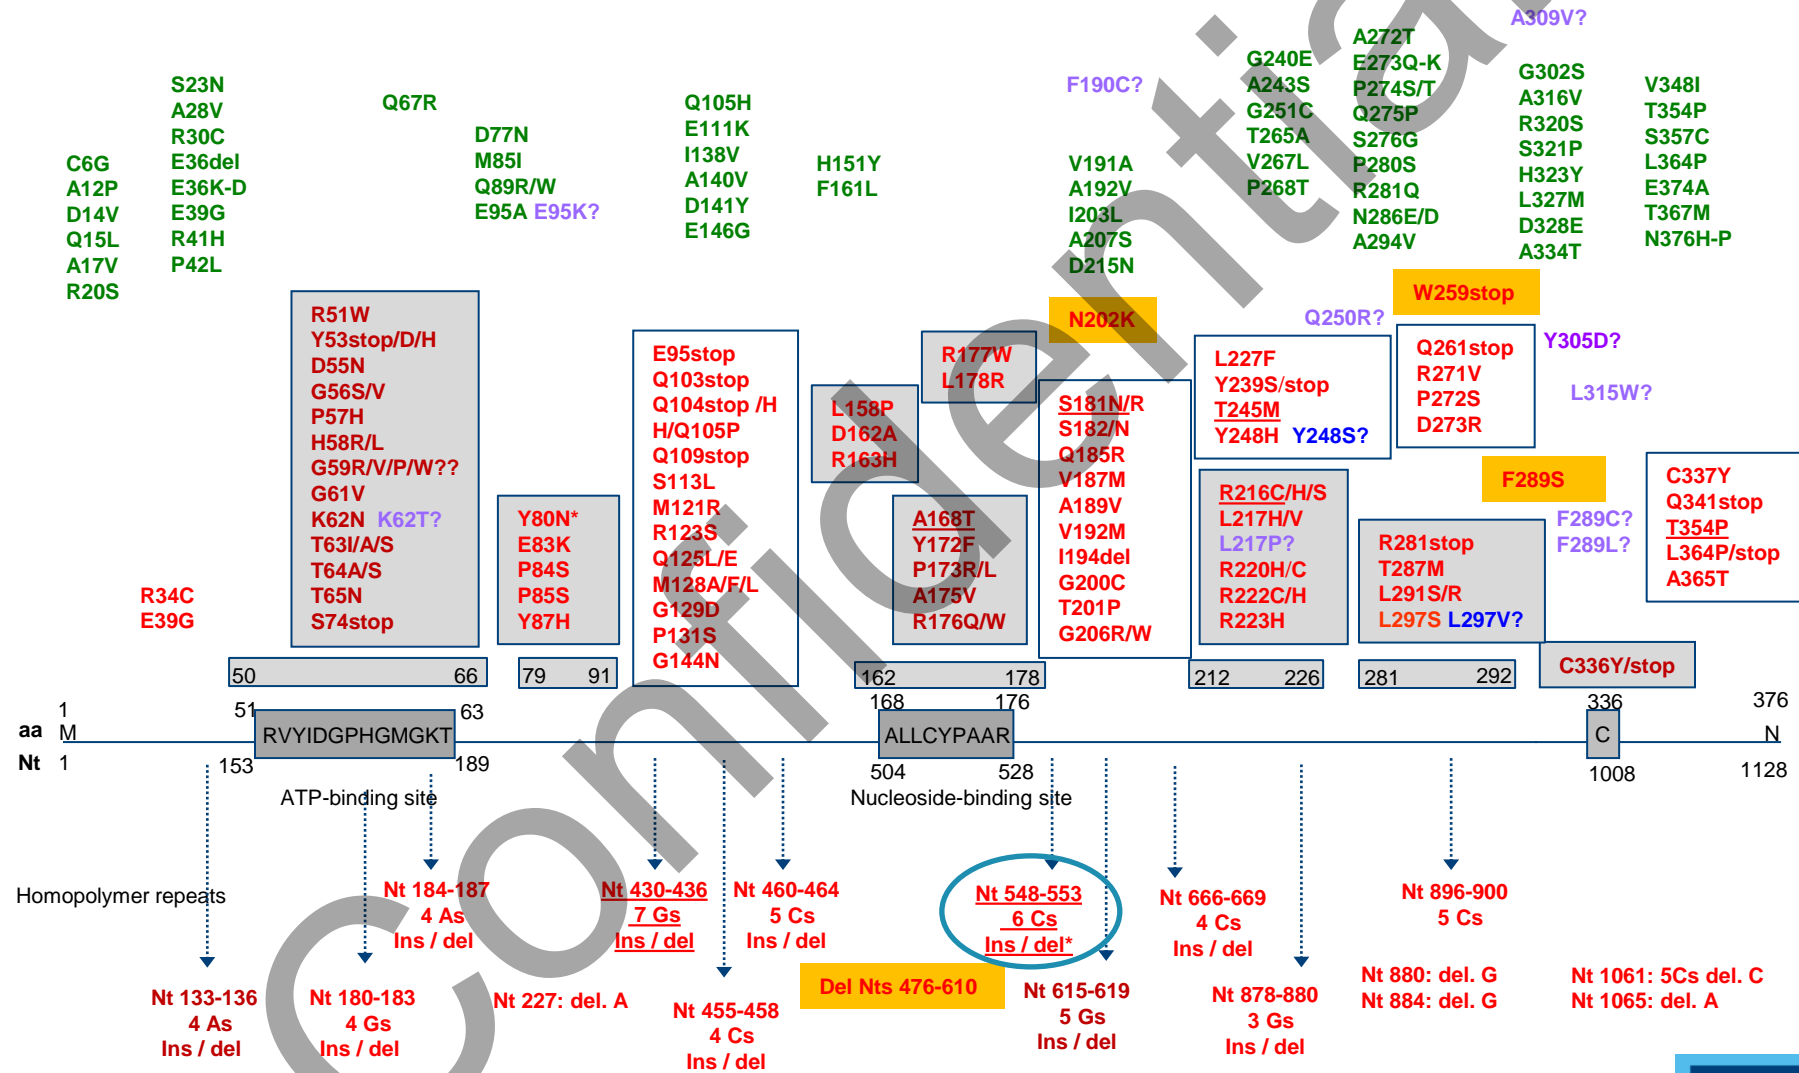 A309V?
S23N
A28V
R30C
E36del
E36K-D
E39G
R41H
P42L
C6G
A12P
D14V
Q15L
A17V
R20S
Q67R
D77N
M85I
Q89R/W
E95A E95K?
Q105H
E111K
I138V
A140V
D141Y
E146G
H151Y
F161L
F190C?
V191A
A192V
I203L
A207S
D215N
G240E
A243S
G251C
T265A
V267L
P268T
A272T
E273Q-K
P274S/T
Q275P
S276G
P280S
R281Q
N286E/D
A294V
G302S
A316V
R320S
S321P
H323Y
L327M
D328E
A334T
V348I
T354P
S357C
L364P
E374A
T367M
N376H-P
R34C
E39G
R51W
Y53stop/D/H
D55N
G56S/V
P57H
H58R/L
G59R/V/P/W??
G61V
K62N K62T?
T63I/A/S
T64A/S
T65N
S74stop
Y80N*
E83K
P84S
P85S
Y87H
E95stop
Q103stop
Q104stop /H
H/Q105P
Q109stop
S113L
M121R
R123S
Q125L/E
M128A/F/L
G129D
P131S
G144N
L158P
D162A
R163H
R177W
L178R
A168T
Y172F
P173R/L
A175V
R176Q/W
N202K
S181N/R
S182/N
Q185R
V187M
A189V
V192M
I194del
G200C
T201P
G206R/W
Q250R?
L227F
Y239S/stop
T245M
Y248H Y248S?
R216C/H/S
L217H/V
L217P?
R220H/C
R222C/H
R223H
W259stop
Q261stop
R271V
P272S
D273R
Y305D?
L315W?
F289S
F289C?
F289L?
R281stop
T287M
L291S/R
L297S L297V?
C337Y
Q341stop
T354P
L364P/stop
A365T
C336Y/stop
50 66 79 91 162 178 212 226 281 292
1 51 63 168 176 336 376
aa M RVYIDGPHGMGKT ALLCYPAAR C N
Nt 1 153 189 504 528 1008 1128
ATP-binding site Nucleoside-binding site
Homopolymer repeats
Nt 184-187
4 As
Ins / del
Nt 430-436
7 Gs
Ins / del
Nt 460-464
5 Cs
Ins / del
Nt 548-553
6 Cs
Ins / del*
Nt 666-669
4 Cs
Ins / del
Nt 896-900
5 Cs
Nt 133-136
4 As
Ins / del
Nt 180-183
4 Gs
Ins / del
Nt 227: del. A
Nt 455-458
4 Cs
Ins / del
Del Nts 476-610
Nt 615-619
5 Gs
Ins / del
Nt 878-880
3 Gs
Ins / del
Nt 880: del. G
Nt 884: del. G
Nt 1061: 5Cs del. C
Nt 1065: del. A
Confidential